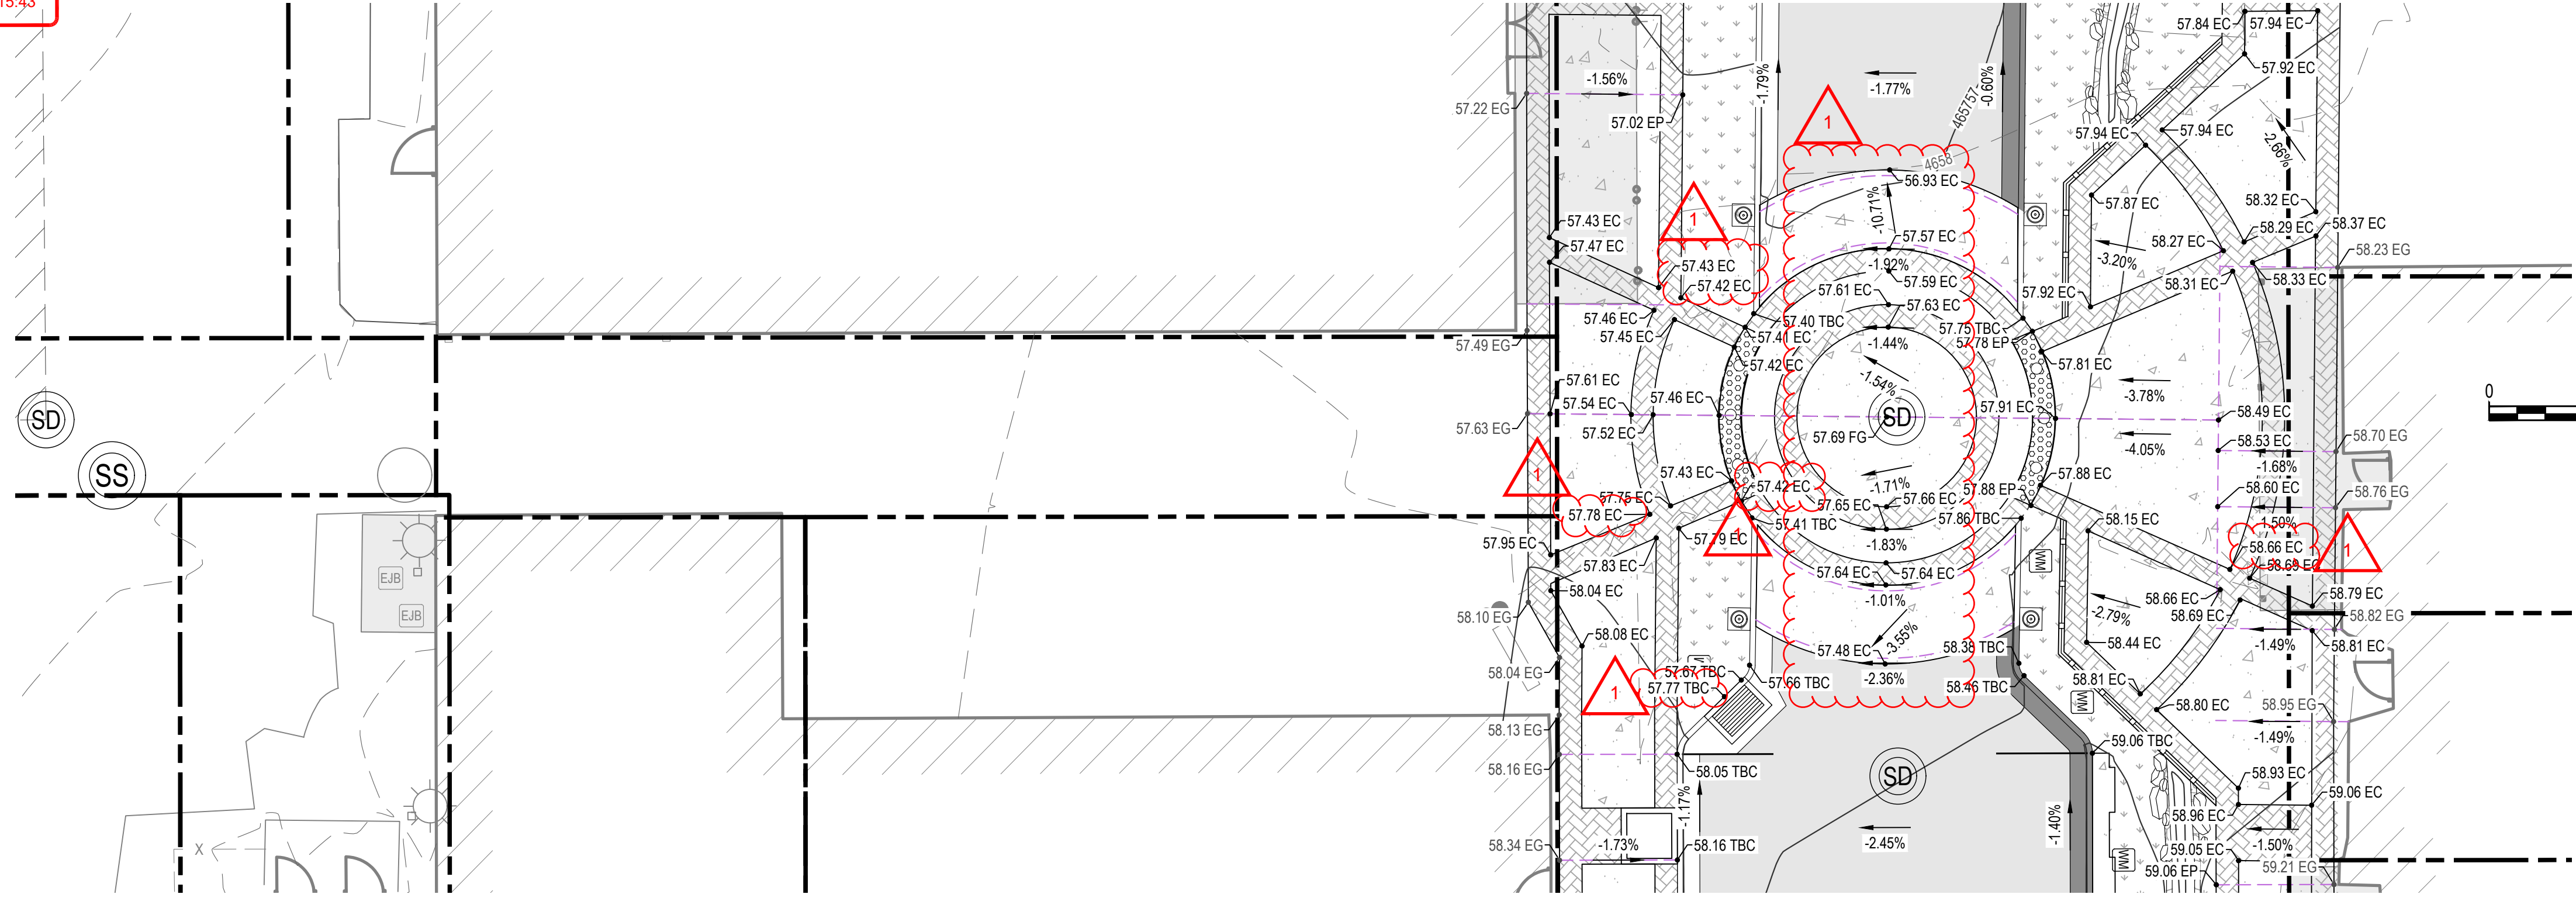 15:43
57.84 EC
57.94 EC
-1.56%
-1.79%
-1.77%
-0.60%
57.92 EC
57.22 EG
57.02 EP
465757
1
57.94 EC
57.94 EC
-2.66%
4658
56.93 EC
-10.71%
57.87 EC
58.32 EC
1
57.43 EC
57.47 EC
57.57 EC
58.29 EC
58.37 EC
58.27 EC
58.23 EG
57.43 EC
-1.92%
-3.20%
57.42 EC
57.59 EC
58.33 EC
58.31 EC
57.61 EC
57.63 EC
57.92 EC
57.46 EC
57.40 TBC
57.75 TBC
57.45 EC
57.41 EC
57.78 EP
57.49 EG
-1.44%
57.42 EC
57.81 EC
57.61 EC
-1.54%
-3.78%
0
57.54 EC
57.46 EC
57.91 EC
58.49 EC
SD
SD
57.63 EG
57.52 EC
57.69 FG
58.53 EC
58.70 EG
-4.05%
-1.68%
SS
1
57.43 EC
57.42 EC
-1.71%
57.88 EC
58.60 EC
58.76 EG
57.75 EC
57.65 EC
57.66 EC
57.88 EP
57.78 EC
57.41 TBC
57.86 TBC
58.15 EC
-1.50%
1
57.95 EC
57.79 EC
-1.83%
58.66 EC
1
57.83 EC
58.69 EC
57.64 EC
57.64 EC
EJB
58.04 EC
-1.01%
58.66 EC
58.79 EC
EJB
58.10 EG
-2.79%
58.69 EC
58.82 EG
WM
58.08 EC
-3.55%
58.44 EC
-1.49%
58.81 EC
57.48 EC
58.38 TBC
58.04 EG
57.67 TBC
57.66 TBC
-2.36%
58.46 TBC
58.81 EC
1
57.77 TBC
WM
58.80 EC
58.95 EG
58.13 EG
-1.49%
59.06 TBC
58.16 EG
58.05 TBC
SD
58.93 EC
-1.17%
59.06 EC
58.96 EC
-1.40%
-2.45%
58.34 EG
-1.73%
58.16 TBC
59.05 EC
-1.50%
X
WM
59.06 EP
59.21 EG